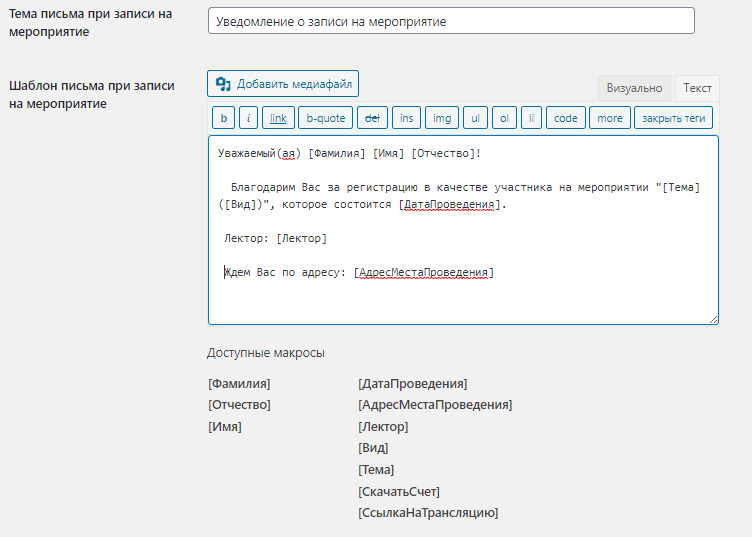 Тема письма при записи на
мероприятие
Уведомление о записи на мероприятие
Шаблон письма при записи
на мероприятие
Добавить медиафайл
Визуально Текст
b i link b-quote del ins img ul ol li code more закрыть теги
Уважаемый(ая) [Фамилия] [Имя] [Отчество]!
Благодарим Вас за регистрацию в качестве участника на мероприятии "[Тема]
([Вид])", которое состоится [ДатаПроведения].
Лектор: [Лектор]
Ждем Вас по адресу: [АдресМестаПроведения]
Доступные макросы
[Фамилия] [ДатаПроведения]
[Отчество] [АдресМестаПроведения]
[Имя] [Лектор]
[Вид]
[Тема]
[СкачатьСчет]
[СсылкаНаТрансляцию]